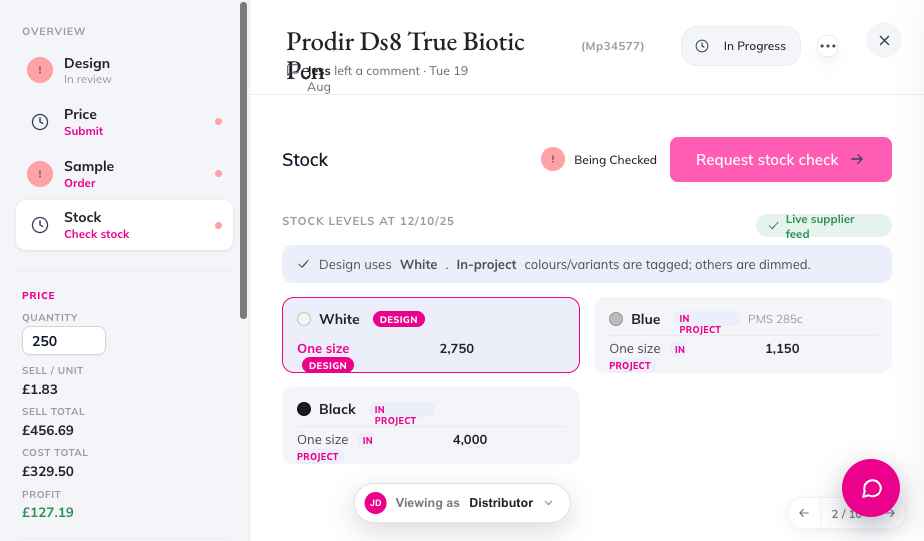 OVERVIEW
Design
In review
Price
Submit
Sample
Order
Stock
Check stock
PRICE
QUANTITY
250
SELL / UNIT
£1.83
SELL TOTAL
£456.69
COST TOTAL
£329.50
PROFIT
£127.19
Prodir Ds8 True Biotic
Pen
(Mp34577)
In Progress
Jess left a comment · Tue 19
Aug
Stock
Being Checked
Request stock check
STOCK LEVELS AT 12/10/25
Live supplier
feed
Design uses White . In-project colours/variants are tagged; others are dimmed.
White DESIGN
One size 2,750
DESIGN
Blue IN PROJECT PMS 285c
One size IN 1,150
PROJECT
Black IN PROJECT
One size IN 4,000
PROJECT
JD Viewing as Distributor
2 / 10